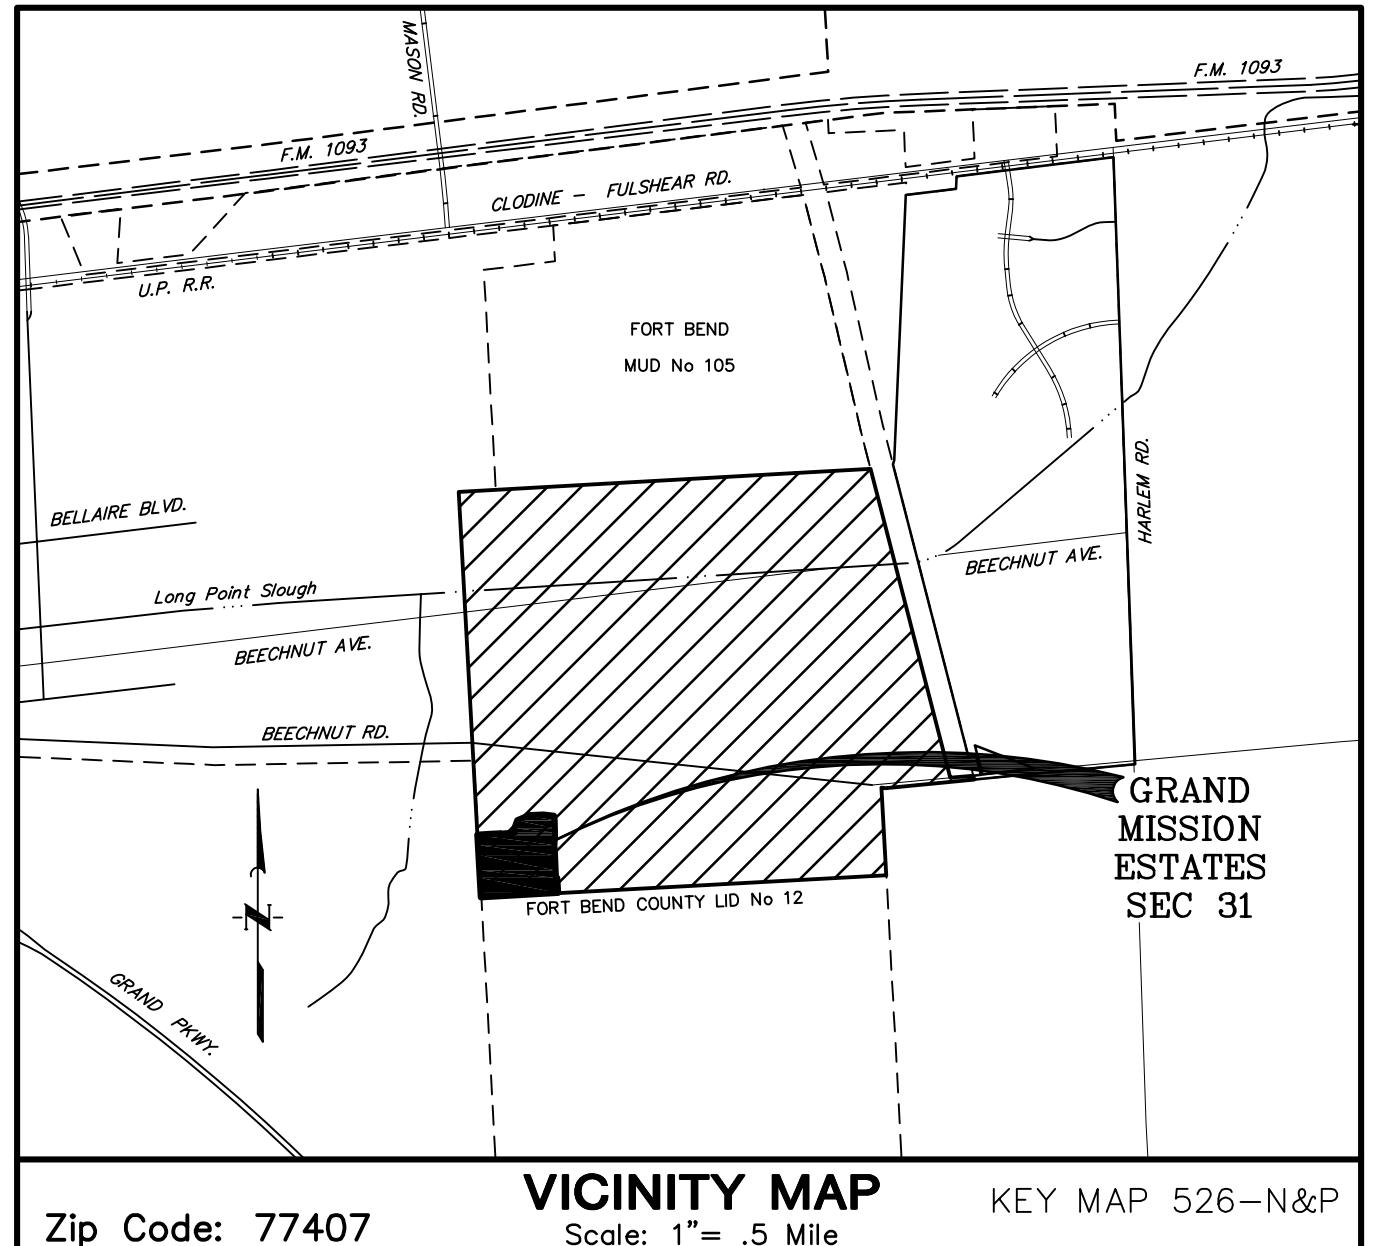 MASON RD.
F.M. 1093
F.M. 1093
CLODINE - FULSHEAR RD.
U.P. R.R.
FORT BEND
MUD No 105
HARLEM RD.
BELLAIRE BLVD.
BEECHNUT AVE.
Long Point Slough
BEECHNUT AVE.
BEECHNUT RD.
GRAND
MISSION
ESTATES
SEC 31
FORT BEND COUNTY LID No 12
N
GRAND PKWY.
VICINITY MAP
KEY MAP 526-N&P
Zip Code: 77407
Scale: 1"= .5 Mile